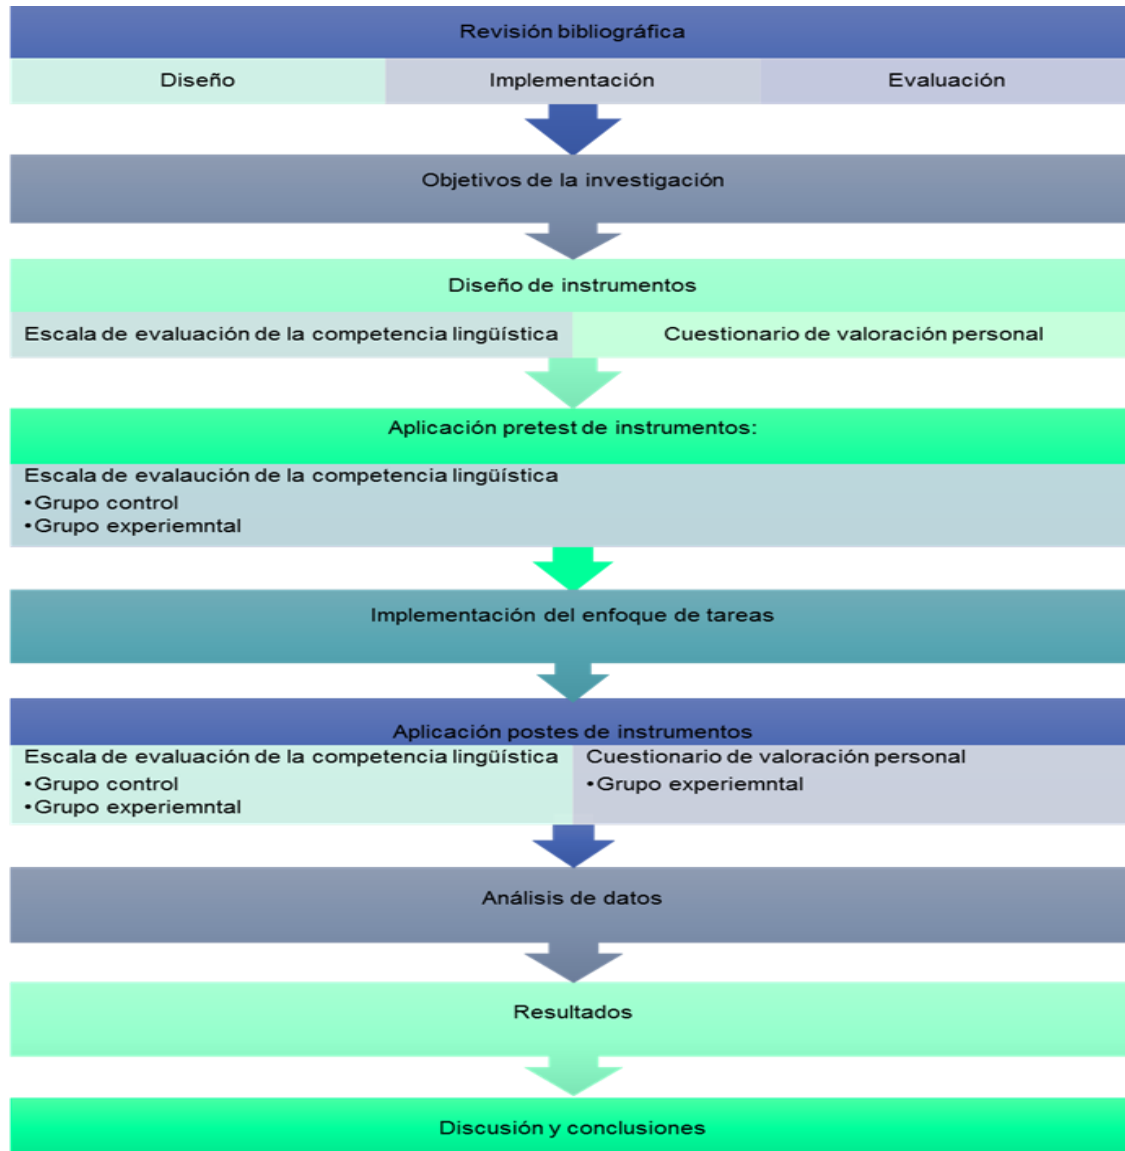 Revisión bibliográfica
Diseño
Implementación
Evaluación
Objetivos de la investigación
Diseño de instrumentos
Escala de evaluación de la competencia lingüística
Cuestionario de valoración personal
Aplicación pretest de instrumentos:
Escala de evalaución de la competencia lingüística
•Grupo control
•Grupo experiemntal
Implementación del enfoque de tareas
Aplicación postes de instrumentos
Escala de evaluación de la competencia lingüística
•Grupo control
•Grupo experiemntal
Cuestionario de valoración personal
•Grupo experiemntal
Análisis de datos
Resultados
Discusión y conclusiones